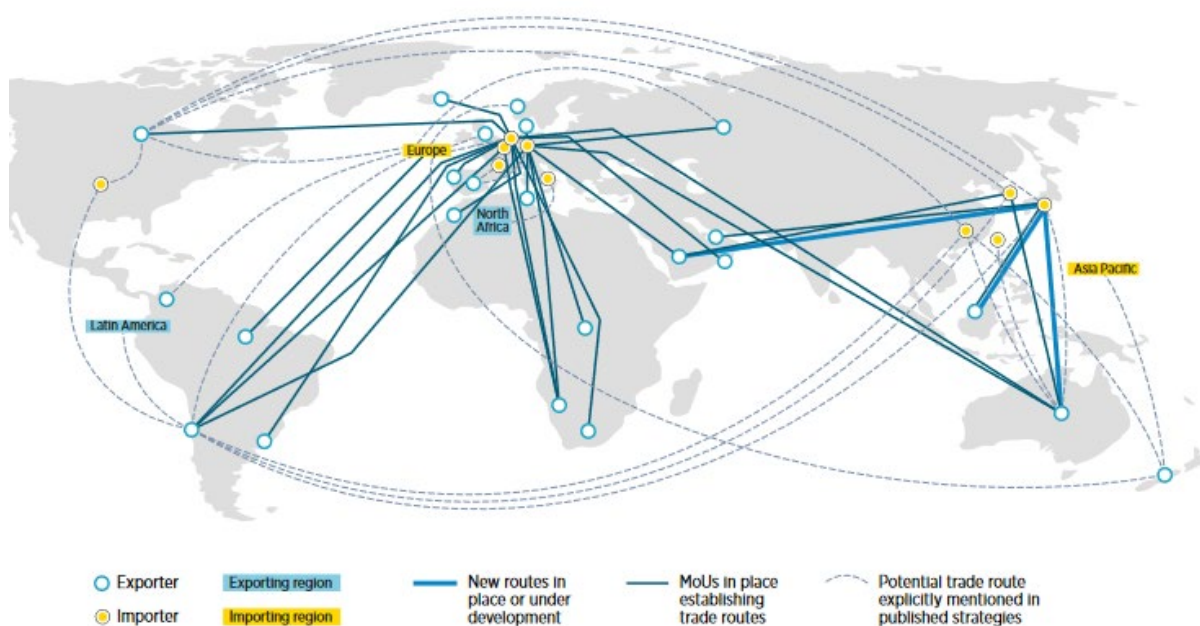 Europe
North
Africa
Asia Pacific
Latin America
Exporter
Importer
Exporting region
Importing region
New routes in
place or under
development
MoUs in place
establishing
trade routes
Potential trade route
explicitly mentioned in
published strategies